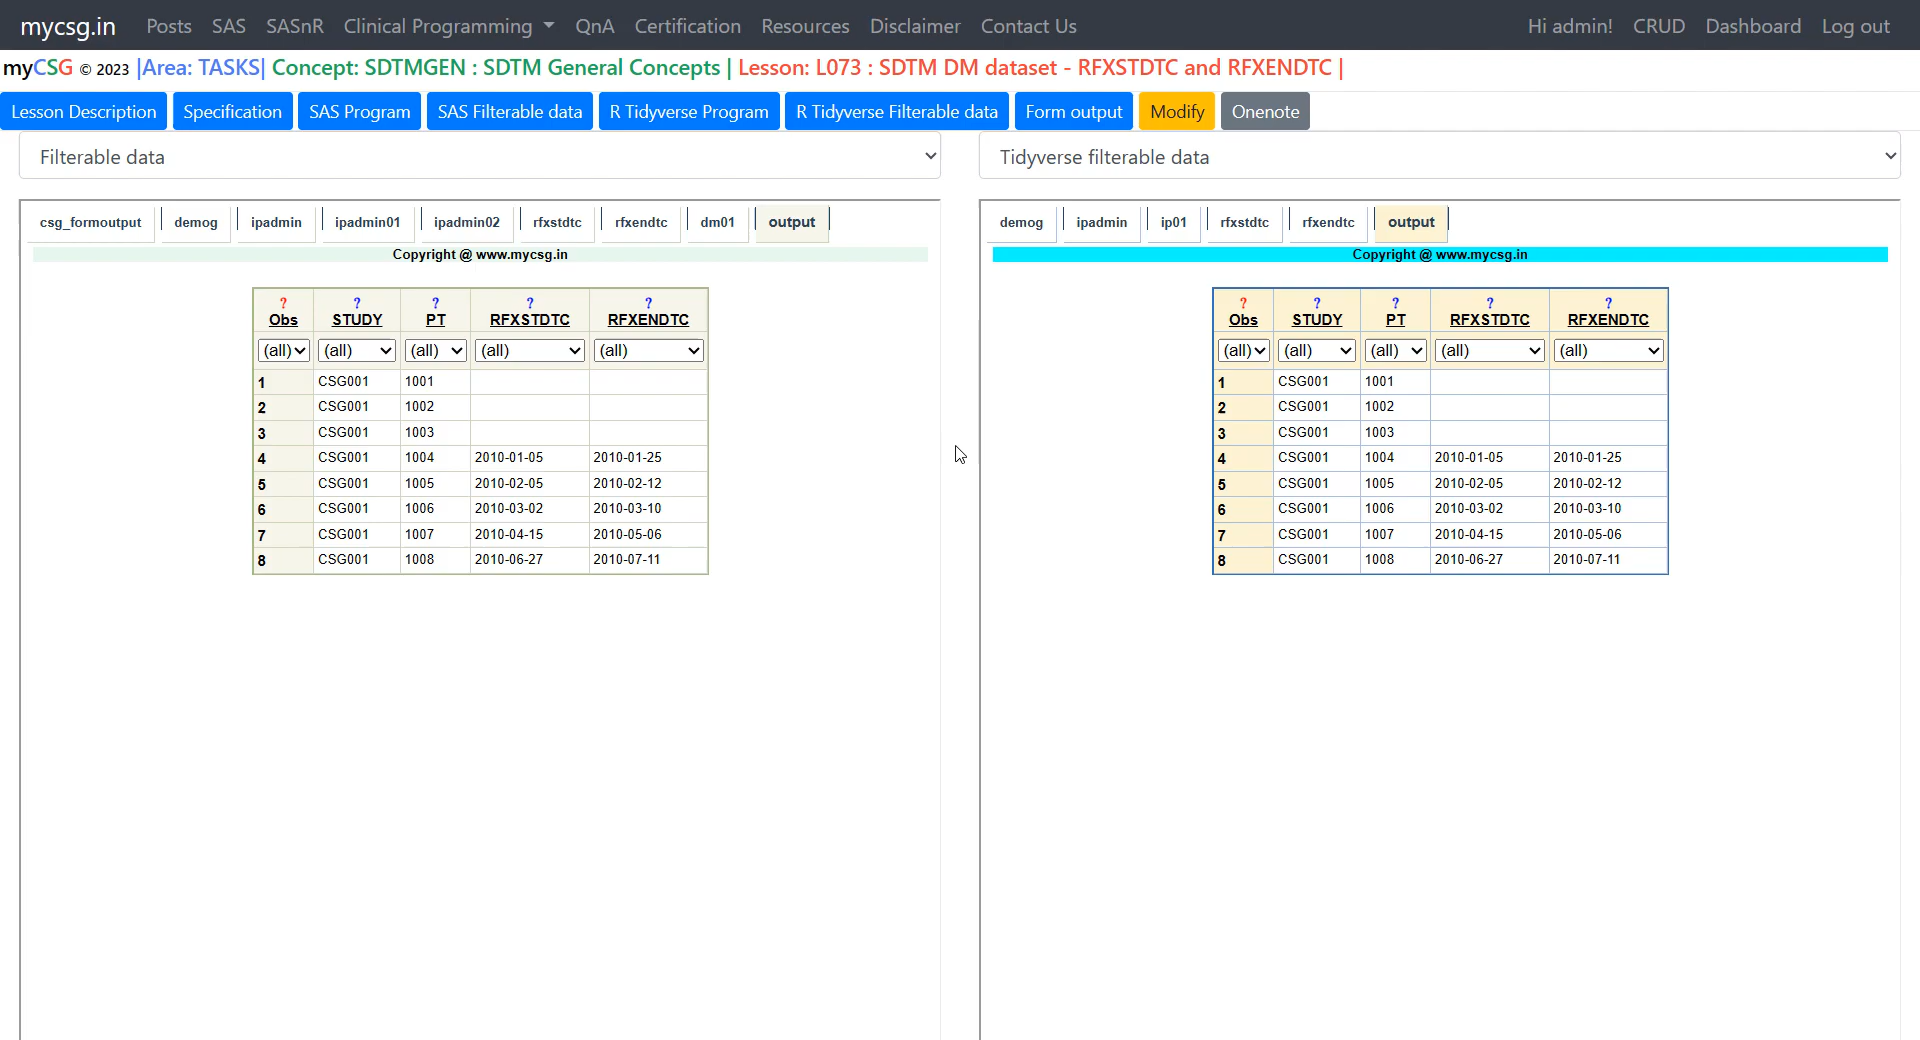 mycsg.in Posts SAS SASnR Clinical Programming QnA Certification Resources Disclaimer Contact Us Hi admin! CRUD Dashboard Log out
myCSG © 2023 |Area: TASKS| Concept: SDTMGEN : SDTM General Concepts | Lesson: L073 : SDTM DM dataset - RFXSTDTC and RFXENDTC |
Lesson Description Specification SAS Program SAS Filterable data R Tidyverse Program R Tidyverse Filterable data Form output Modify Onenote
Filterable data
csg_formoutput demog ipadmin ipadmin01 ipadmin02 rfxstdtc rfxendtc dm01 output
Copyright @ www.mycsg.in
? ? ? ? ?
Obs STUDY PT RFXSTDTC RFXENDTC
(all) (all) (all) (all) (all)
1 CSG001 1001
2 CSG001 1002
3 CSG001 1003
4 CSG001 1004 2010-01-05 2010-01-25
5 CSG001 1005 2010-02-05 2010-02-12
6 CSG001 1006 2010-03-02 2010-03-10
7 CSG001 1007 2010-04-15 2010-05-06
8 CSG001 1008 2010-06-27 2010-07-11
Tidyverse filterable data
demog ipadmin ip01 rfxstdtc rfxendtc output
Copyright @ www.mycsg.in
? ? ? ? ?
Obs STUDY PT RFXSTDTC RFXENDTC
(all) (all) (all) (all) (all)
1 CSG001 1001
2 CSG001 1002
3 CSG001 1003
4 CSG001 1004 2010-01-05 2010-01-25
5 CSG001 1005 2010-02-05 2010-02-12
6 CSG001 1006 2010-03-02 2010-03-10
7 CSG001 1007 2010-04-15 2010-05-06
8 CSG001 1008 2010-06-27 2010-07-11